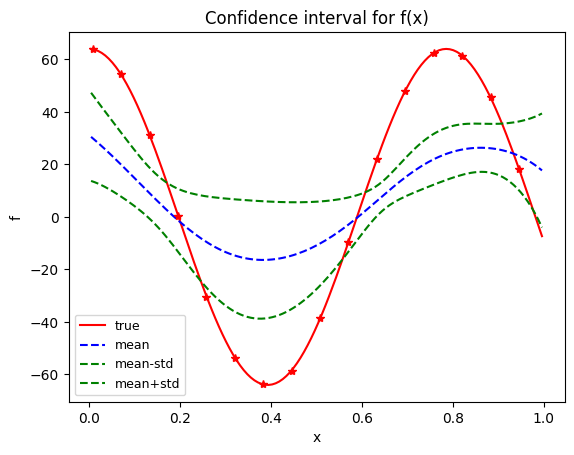 Confidence interval for f(x)
60
40
20
0
−20
−40
−60
f
true
mean
mean-std
mean+std
0.0
0.2
0.4
0.6
0.8
1.0
x